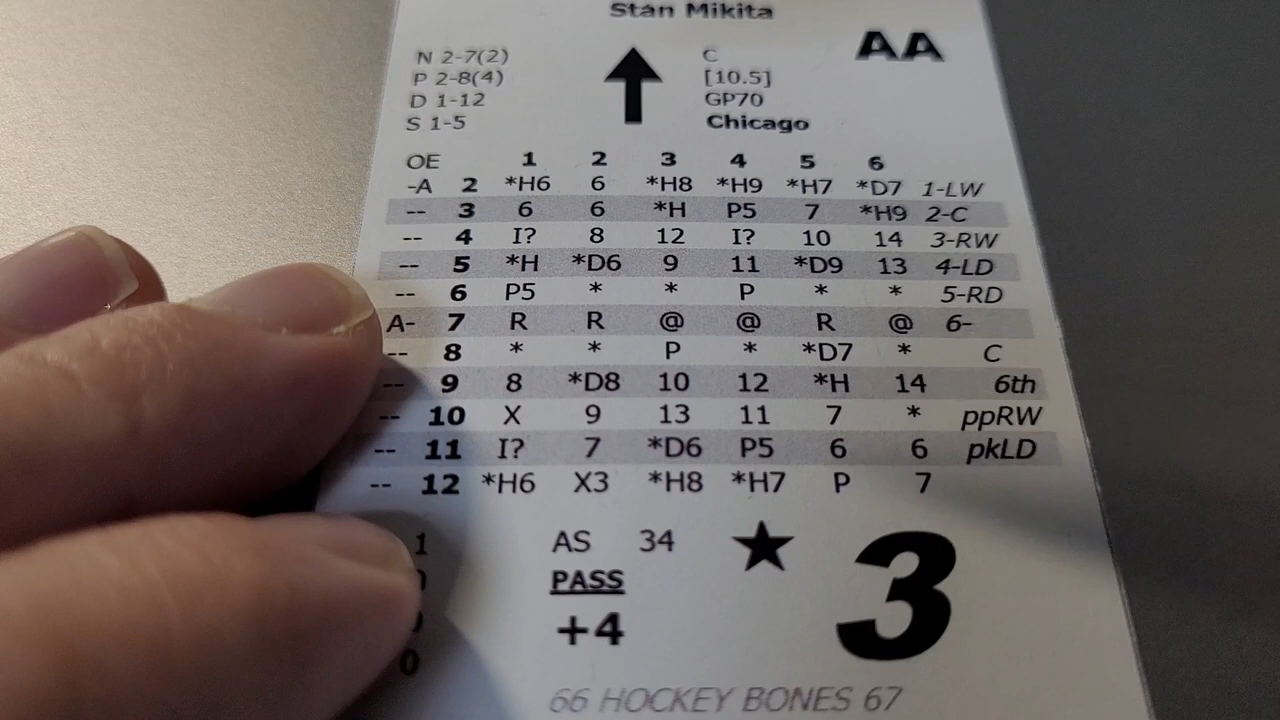 Stan Mikita
N 2-7(2) C AA
P 2-8(4) [10.5]
D 1-12 GP70
S 1-5 Chicago
OE 1 2 3 4 5 6
-A 2 *H6 6 *H8 *H9 *H7 *D7 1-LW
-- 3 6 6 *H P5 7 *H9 2-C
-- 4 I? 8 12 I? 10 14 3-RW
-- 5 *H *D6 9 11 *D9 13 4-LD
-- 6 P5 * * P * * 5-RD
A- 7 R R @ @ R @ 6-
-- 8 * * P * *D7 * C
-- 9 8 *D8 10 12 *H 14 6th
-- 10 X 9 13 11 7 * ppRW
-- 11 I? 7 *D6 P5 6 6 pkLD
-- 12 *H6 X3 *H8 *H7 P 7
1 AS 34 3
PASS
+4
0
66 HOCKEY BONES 67